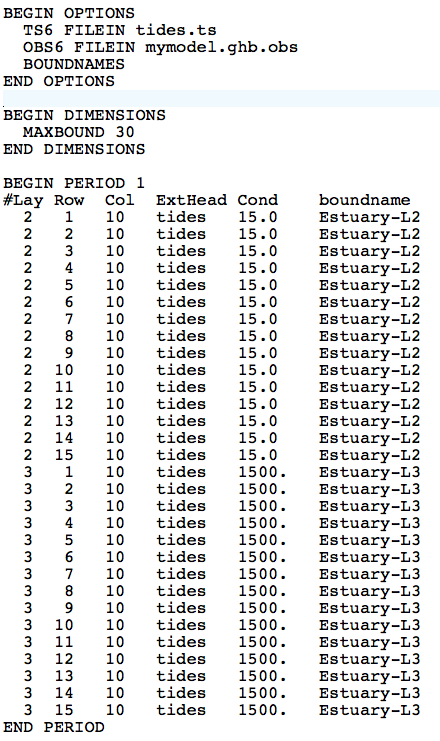 BEGIN OPTIONS
  TS6 FILEIN tides.ts
  OBS6 FILEIN mymodel.ghb.obs
  BOUNDNAMES
END OPTIONS

BEGIN DIMENSIONS
  MAXBOUND 30
END DIMENSIONS

BEGIN PERIOD 1
#Lay Row   Col   ExtHead Cond     boundname
  2    1   10    tides   15.0     Estuary-L2
  2    2   10    tides   15.0     Estuary-L2
  2    3   10    tides   15.0     Estuary-L2
  2    4   10    tides   15.0     Estuary-L2
  2    5   10    tides   15.0     Estuary-L2
  2    6   10    tides   15.0     Estuary-L2
  2    7   10    tides   15.0     Estuary-L2
  2    8   10    tides   15.0     Estuary-L2
  2    9   10    tides   15.0     Estuary-L2
  2   10   10    tides   15.0     Estuary-L2
  2   11   10    tides   15.0     Estuary-L2
  2   12   10    tides   15.0     Estuary-L2
  2   13   10    tides   15.0     Estuary-L2
  2   14   10    tides   15.0     Estuary-L2
  2   15   10    tides   15.0     Estuary-L2
  3    1   10    tides   1500.    Estuary-L3
  3    2   10    tides   1500.    Estuary-L3
  3    3   10    tides   1500.    Estuary-L3
  3    4   10    tides   1500.    Estuary-L3
  3    5   10    tides   1500.    Estuary-L3
  3    6   10    tides   1500.    Estuary-L3
  3    7   10    tides   1500.    Estuary-L3
  3    8   10    tides   1500.    Estuary-L3
  3    9   10    tides   1500.    Estuary-L3
  3   10   10    tides   1500.    Estuary-L3
  3   11   10    tides   1500.    Estuary-L3
  3   12   10    tides   1500.    Estuary-L3
  3   13   10    tides   1500.    Estuary-L3
  3   14   10    tides   1500.    Estuary-L3
  3   15   10    tides   1500.    Estuary-L3
END PERIOD